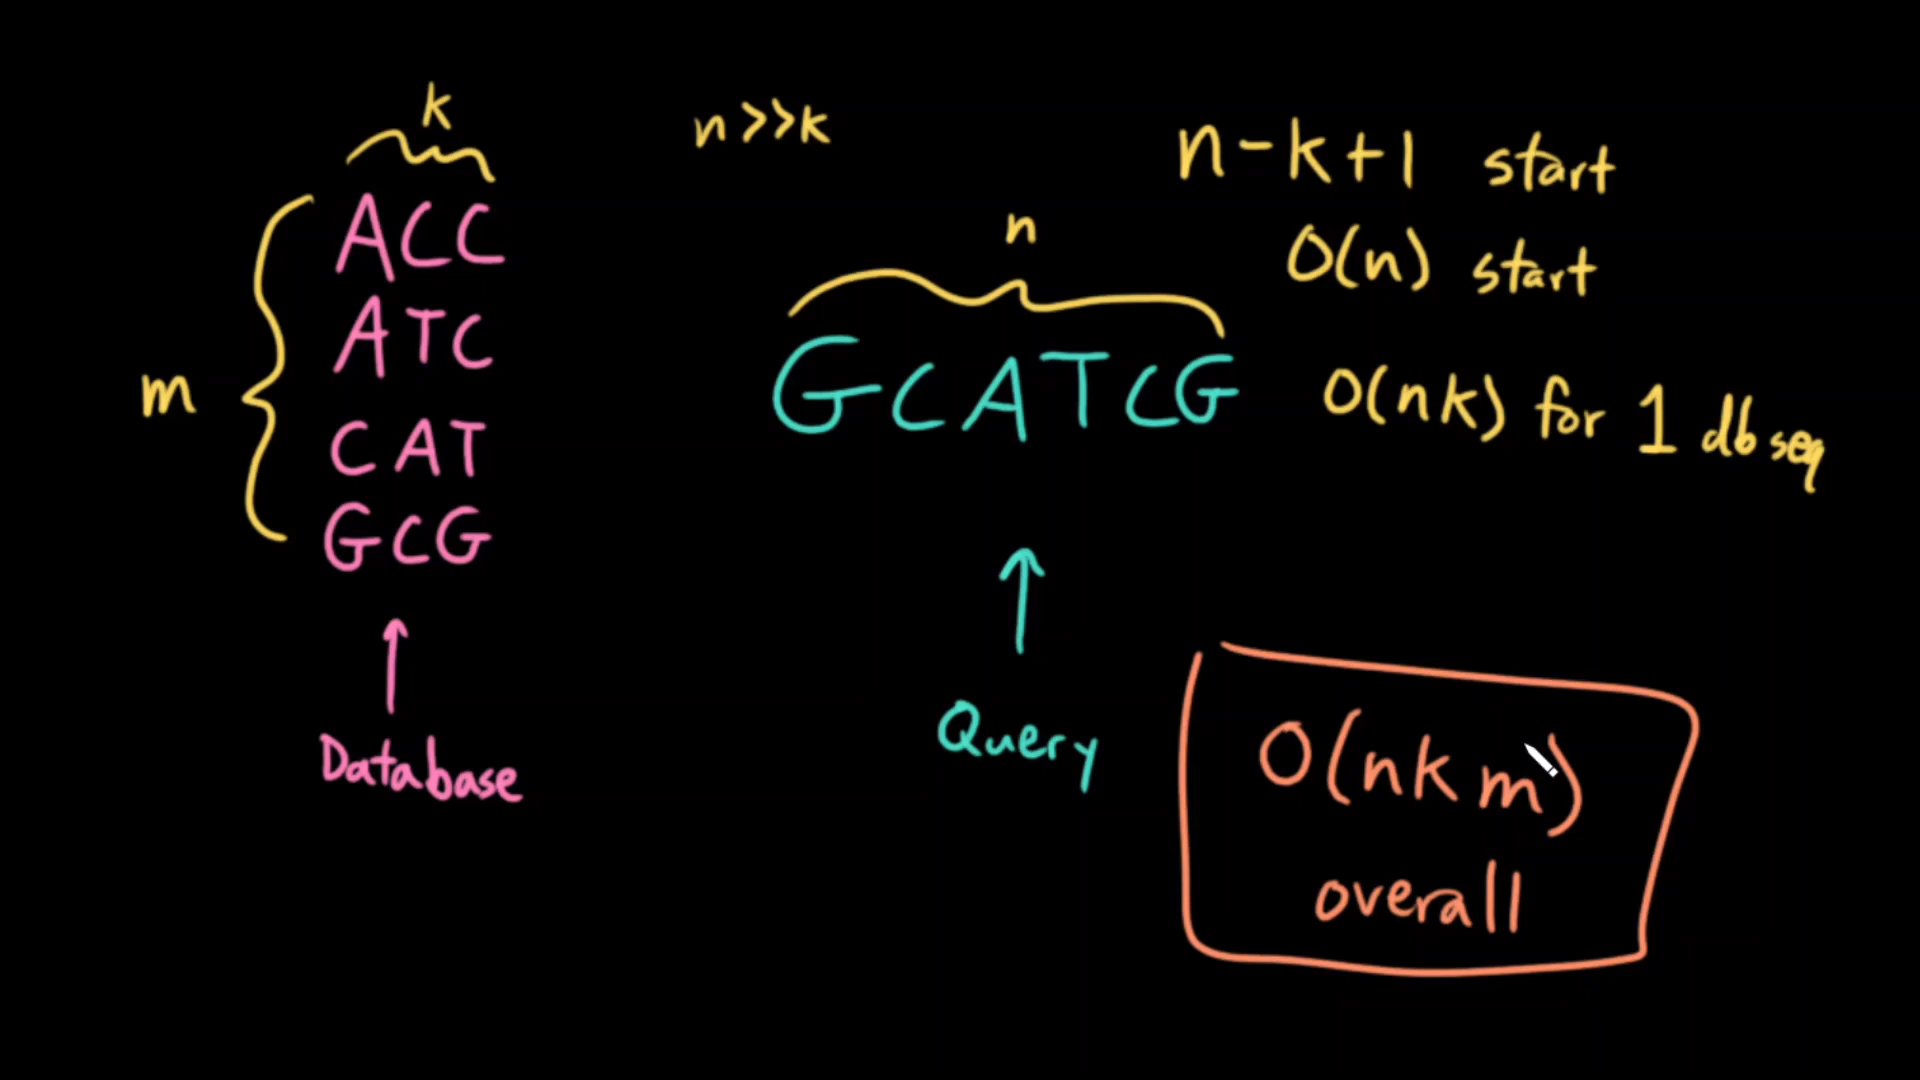 k
n>>k
n-k+1 start
n
O(n) start
ACC
ATC
m
GCATCG
O(nk) for 1 db seq
CAT
GCG
Database
Query
O(nkm)
overall